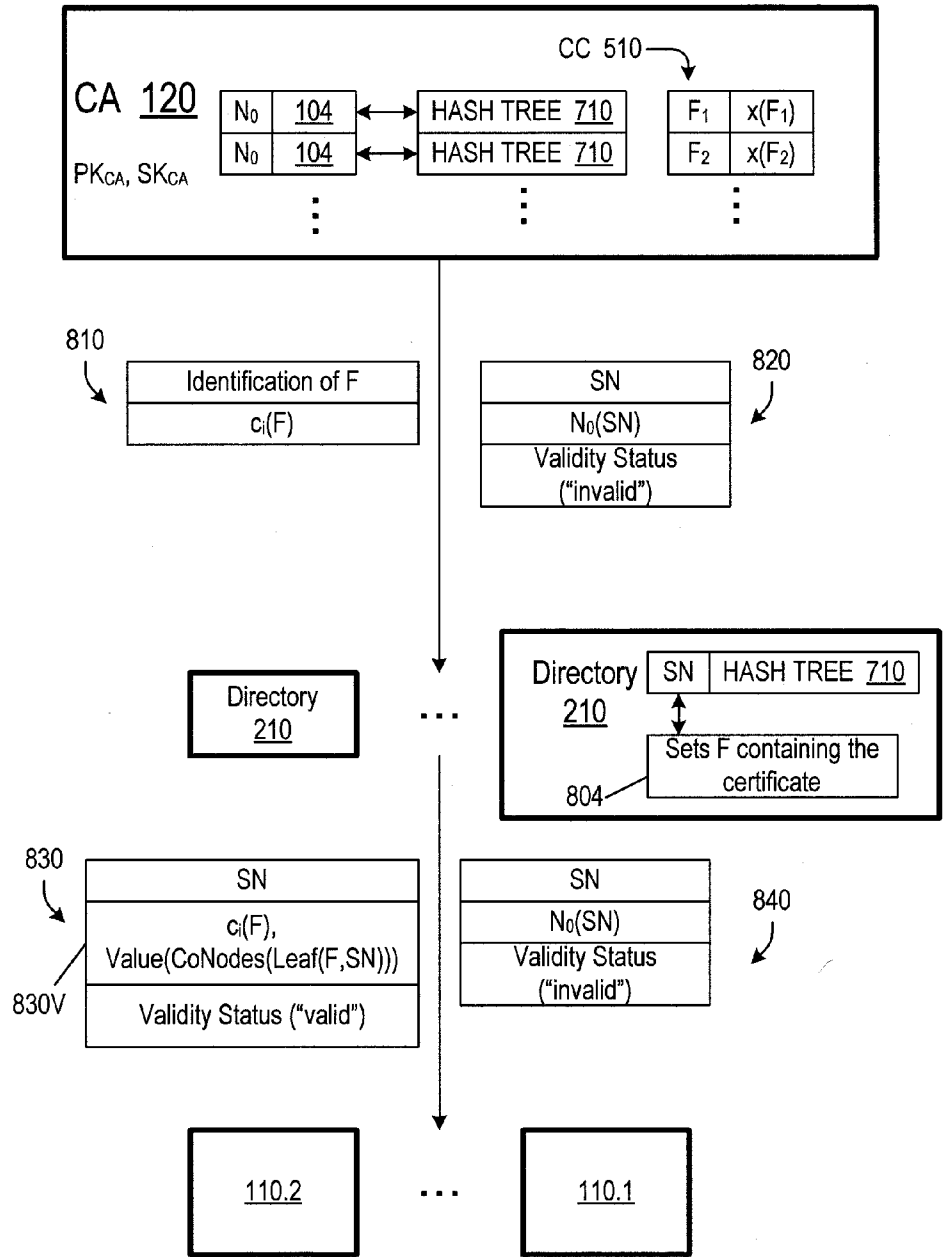 CC 510
CA 120
N₀ 104 HASH TREE 710 F₁ x(F₁)
N₀ 104 HASH TREE 710 F₂ x(F₂)
PK_CA, SK_CA
810
Identification of F
cᵢ(F)
820
SN
N₀(SN)
Validity Status
(“invalid”)
Directory
210
Directory
210
SN HASH TREE 710
Sets F containing the
certificate
804
830
SN
cᵢ(F),
Value(CoNodes(Leaf(F,SN)))
830V
Validity Status (“valid”)
840
SN
N₀(SN)
Validity Status
(“invalid”)
110.2
110.1